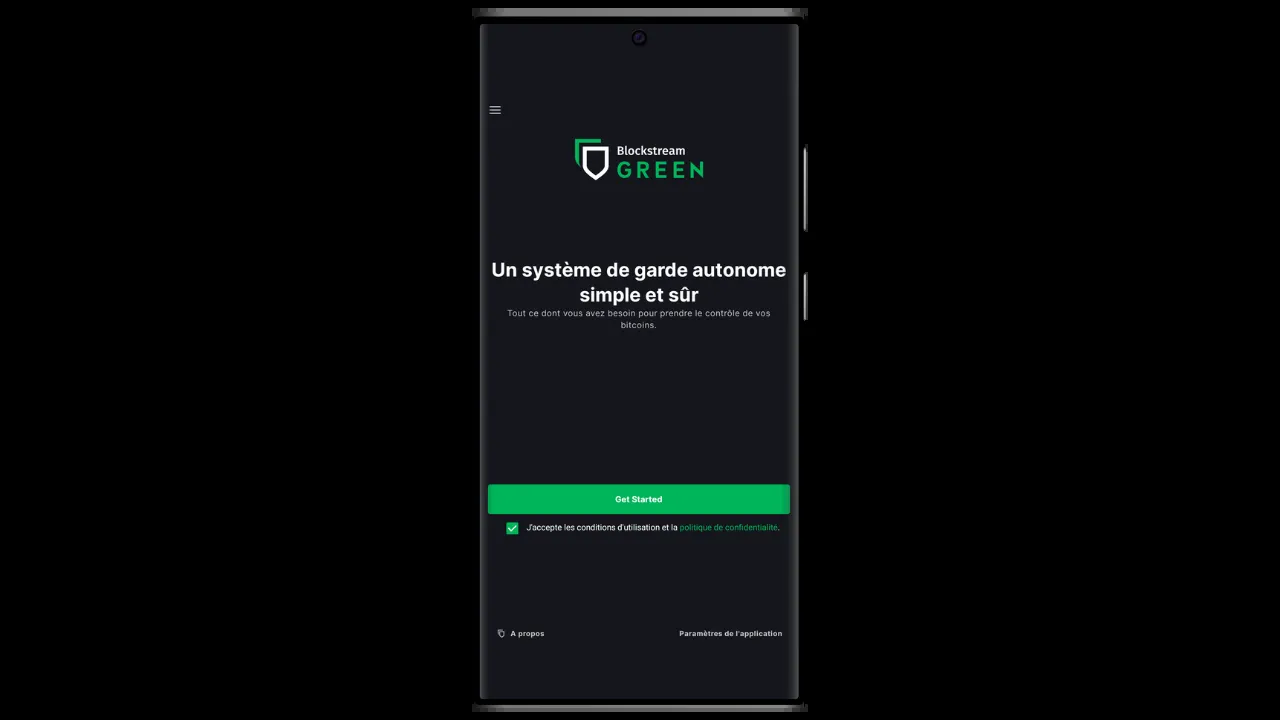 Blockstream
GREEN
Un système de garde autonome
simple et sûr
Tout ce dont vous avez besoin pour prendre le contrôle de vos
bitcoins.
Get Started
J'accepte les conditions d'utilisation et la politique de confidentialité.
A propos
Paramètres de l'application